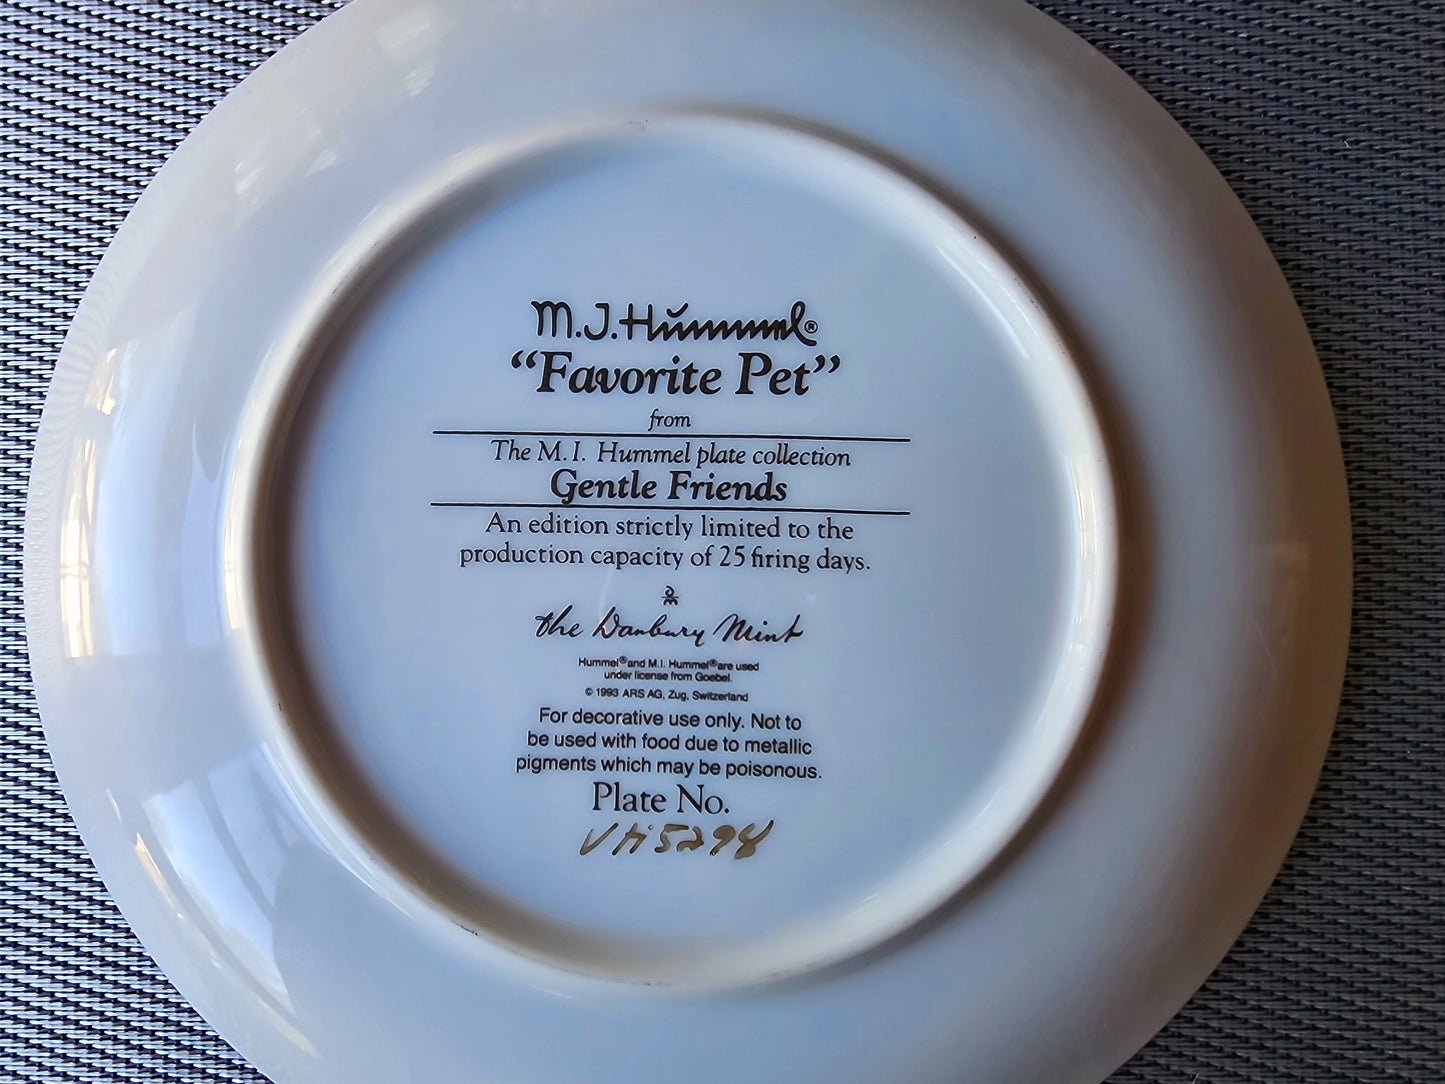 M.J. Hummel®
“Favorite Pet”
from
The M. I. Hummel plate collection
Gentle Friends
An edition strictly limited to the
production capacity of 25 firing days.
the Danbury Mint
Hummel® and M.I. Hummel® are used
under license from Goebel.
© 1993 ARS AG, Zug, Switzerland
For decorative use only. Not to
be used with food due to metallic
pigments which may be poisonous.
Plate No.